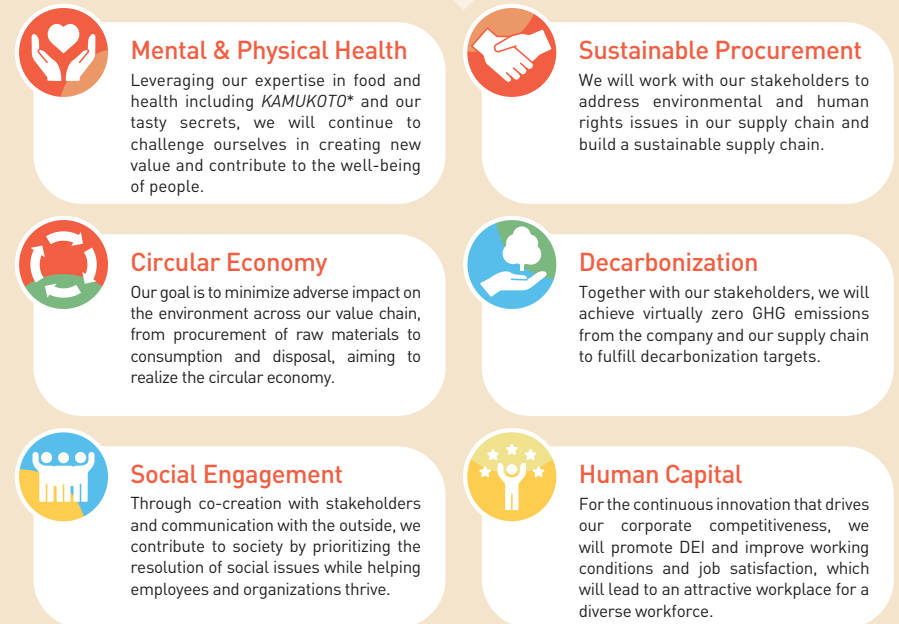 Mental & Physical Health
Leveraging our expertise in food and
health including KAMUKOTO* and our
tasty secrets, we will continue to
challenge ourselves in creating new
value and contribute to the well-being
of people.
Sustainable Procurement
We will work with our stakeholders to
address environmental and human
rights issues in our supply chain and
build a sustainable supply chain.
Circular Economy
Our goal is to minimize adverse impact on
the environment across our value chain,
from procurement of raw materials to
consumption and disposal, aiming to
realize the circular economy.
Decarbonization
Together with our stakeholders, we will
achieve virtually zero GHG emissions
from the company and our supply chain
to fulfill decarbonization targets.
Social Engagement
Through co-creation with stakeholders
and communication with the outside, we
contribute to society by prioritizing the
resolution of social issues while helping
employees and organizations thrive.
Human Capital
For the continuous innovation that drives
our corporate competitiveness, we
will promote DEI and improve working
conditions and job satisfaction, which
will lead to an attractive workplace for a
diverse workforce.